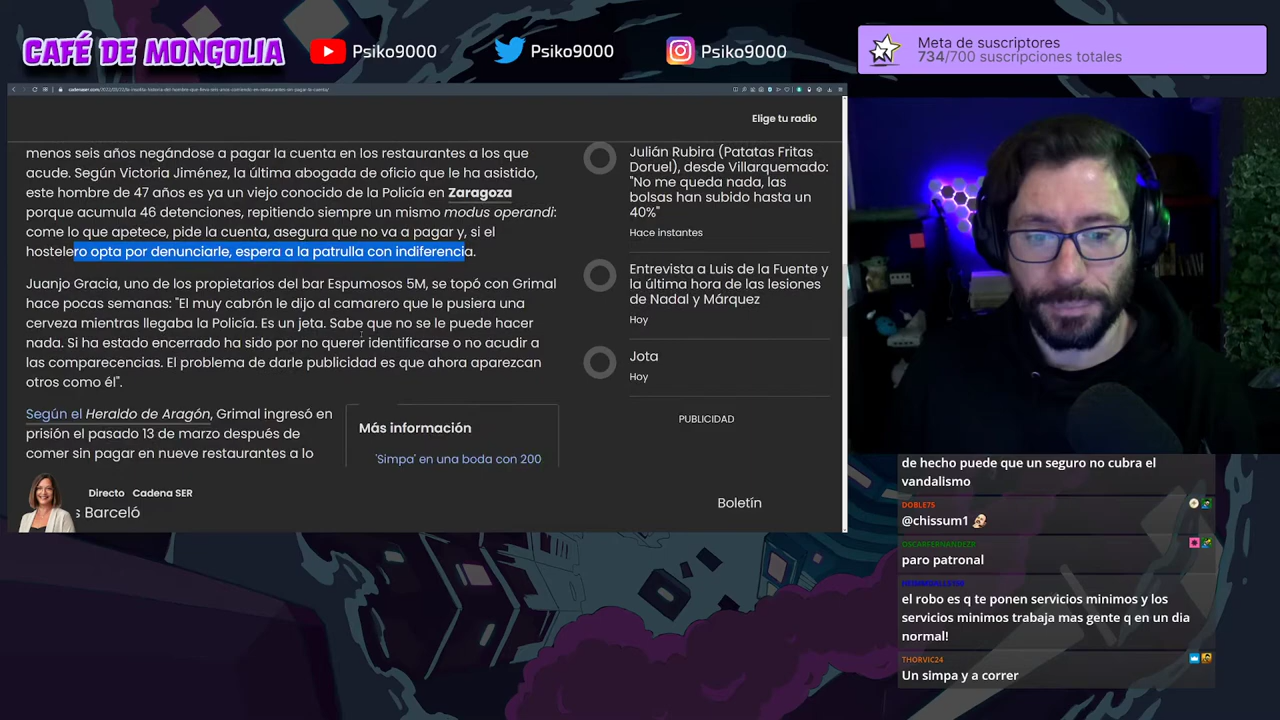 CAFÉ DE MONGOLIA
Psiko9000
Psiko9000
Psiko9000
Meta de suscriptores
734/700 suscripciones totales
Elige tu radio
menos seis años negándose a pagar la cuenta en los restaurantes a los que
acude. Según Victoria Jiménez, la última abogada de oficio que le ha asistido,
este hombre de 47 años es ya un viejo conocido de la Policía en Zaragoza
porque acumula 46 detenciones, repitiendo siempre un mismo modus operandi:
come lo que apetece, pide la cuenta, asegura que no va a pagar y, si el
hostelero opta por denunciarle, espera a la patrulla con indiferencia.
Juanjo Gracia, uno de los propietarios del bar Espumosos 5M, se topó con Grimal
hace pocas semanas: "El muy cabrón le dijo al camarero que le pusiera una
cerveza mientras llegaba la Policía. Es un jeta. Sabe que no se le puede hacer
nada. Si ha estado encerrado ha sido por no querer identificarse o no acudir a
las comparecencias. El problema de darle publicidad es que ahora aparezcan
otros como él".
Según el Heraldo de Aragón, Grimal ingresó en
prisión el pasado 13 de marzo después de
comer sin pagar en nueve restaurantes a lo
Más información
'Simpa' en una boda con 200
Julián Rubira (Patatas Fritas
Doruel), desde Villarquemado:
"No me queda nada, las
bolsas han subido hasta un
40%"
Hace instantes
Entrevista a Luis de la Fuente y
la última hora de las lesiones
de Nadal y Márquez
Hoy
Jota
Hoy
PUBLICIDAD
Directo Cadena SER
s Barceló
Boletín
de hecho puede que un seguro no cubra el
vandalismo
DOBLE75
@chissum1
OSCARFERNANDEZR
paro patronal
el robo es q te ponen servicios minimos y los
servicios minimos trabaja mas gente q en un dia
normal!
THORVIC24
Un simpa y a correr